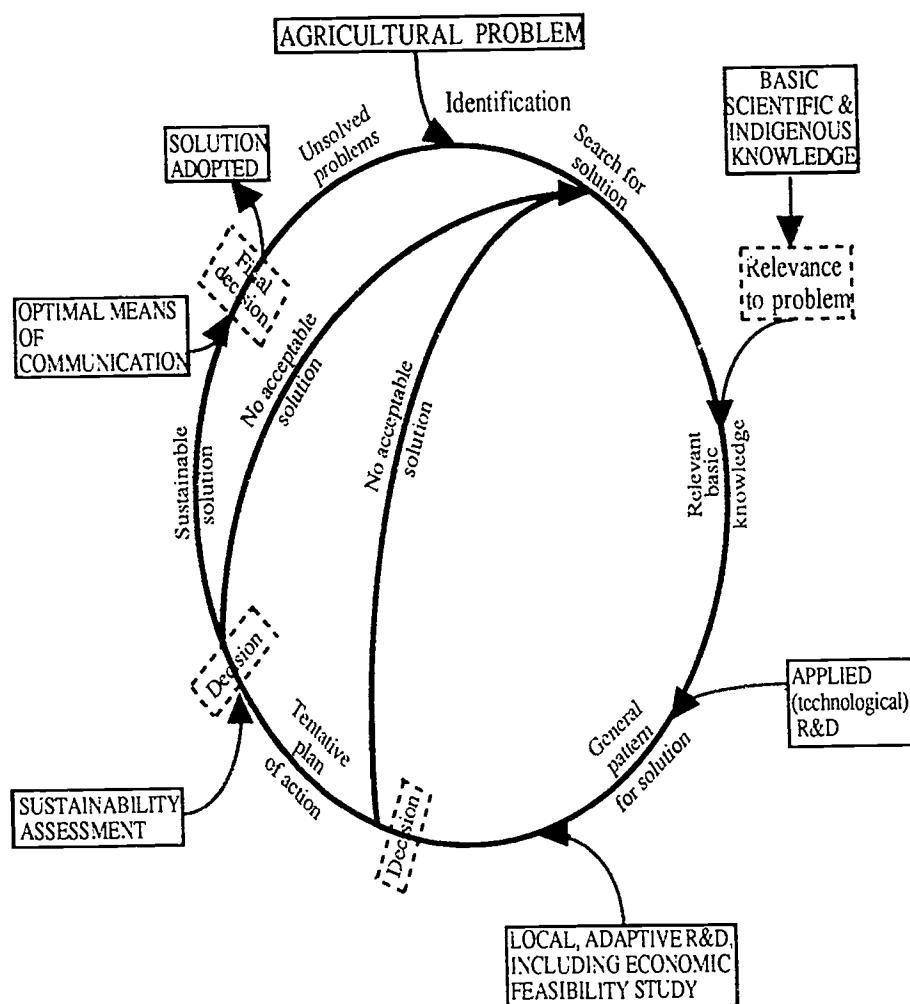 AGRICULTURAL PROBLEM
Identification
BASIC
SCIENTIFIC &
INDIGENOUS
KNOWLEDGE
Unsolved
problems
Search for
solution
SOLUTION
ADOPTED
Relevance
to problem
Final
decision
OPTIMAL MEANS
OF
COMMUNICATION
No acceptable
solution
No acceptable
solution
Relevant
basic
knowledge
Sustainable
solution
Decision
APPLIED
(technological)
R&D
General
pattern
for solution
Tentative
plan
of action
SUSTAINABILITY
ASSESSMENT
Decision
LOCAL, ADAPTIVE R&D,
INCLUDING ECONOMIC
FEASIBILITY STUDY